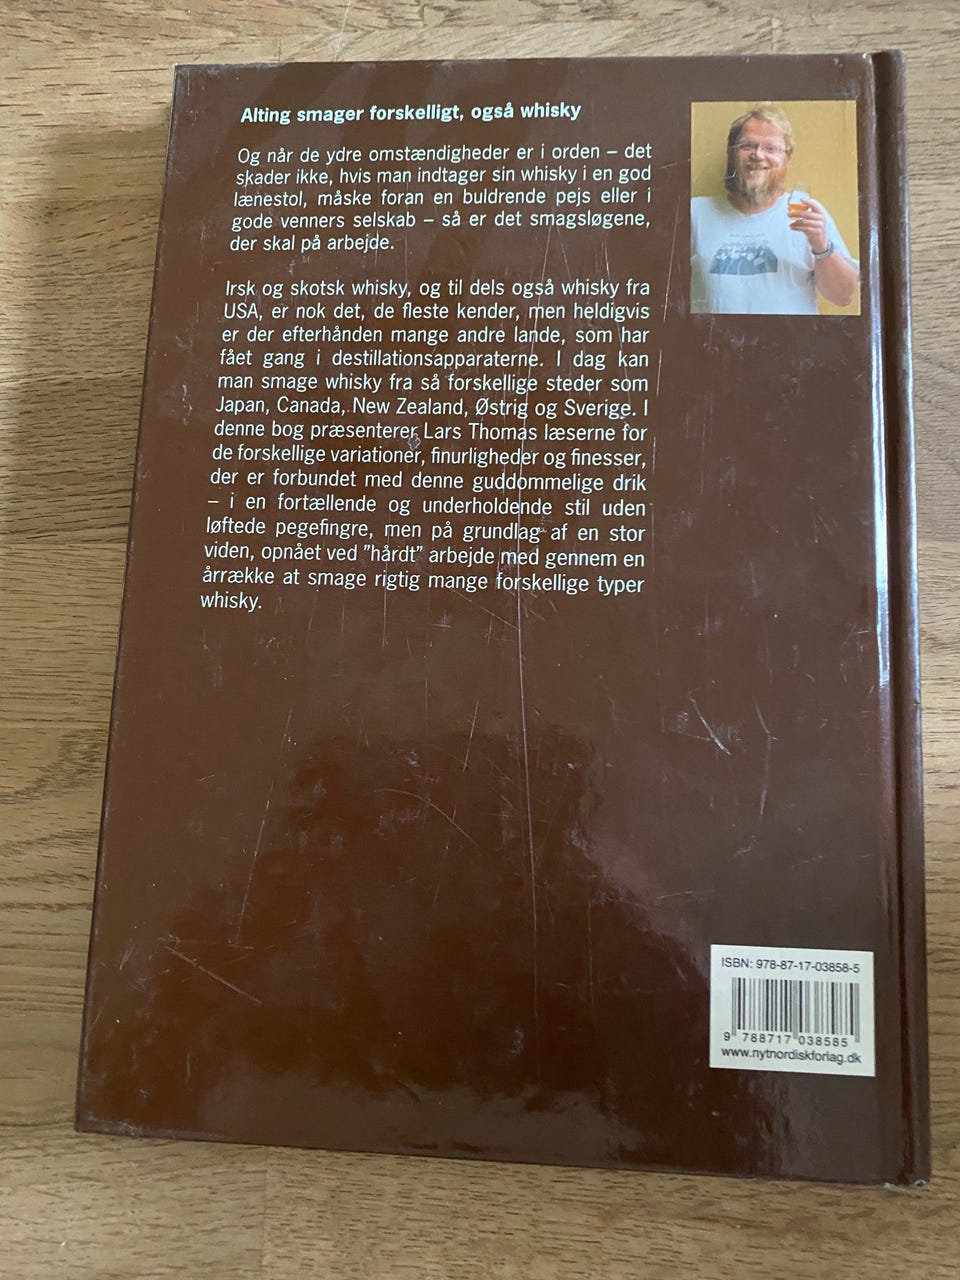 Alting smager forskelligt, også whisky
Og når de ydre omstændigheder er i orden – det
skader ikke, hvis man indtager sin whisky i en god
lænestol, måske foran en buldrende pejs eller i
gode venners selskab – så er det smagsløgene,
der skal på arbejde.
Irsk og skotsk whisky, og til dels også whisky fra
USA, er nok det, de fleste kender, men heldigvis
er der efterhånden mange andre lande, som har
fået gang i destillationsapparaterne. I dag kan
man smage whisky fra så forskellige steder som
Japan, Canada, New Zealand, Østrig og Sverige. I
denne bog præsenterer Lars Thomas læserne for
de forskellige variationer, finurligheder og finesser,
der er forbundet med denne guddommelige drik
– i en fortællende og underholdende stil uden
løftede pegefingre, men på grundlag af en stor
viden, opnået ved ”hårdt” arbejde med gennem en
årrække at smage rigtig mange forskellige typer
whisky.
ISBN: 978-87-17-03858-5
9 788717 038585
www.nytnordiskforlag.dk